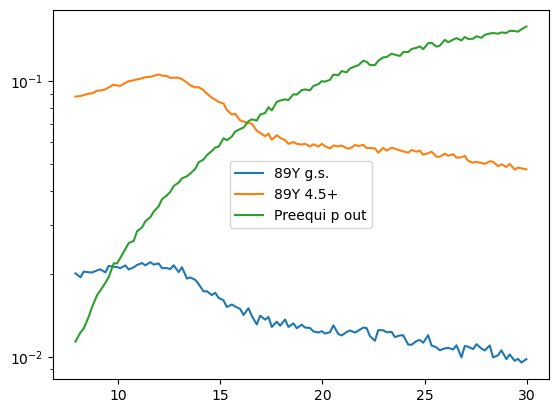 10⁻¹
10⁻²
89Y g.s.
89Y 4.5+
Preequi p out
10 15 20 25 30